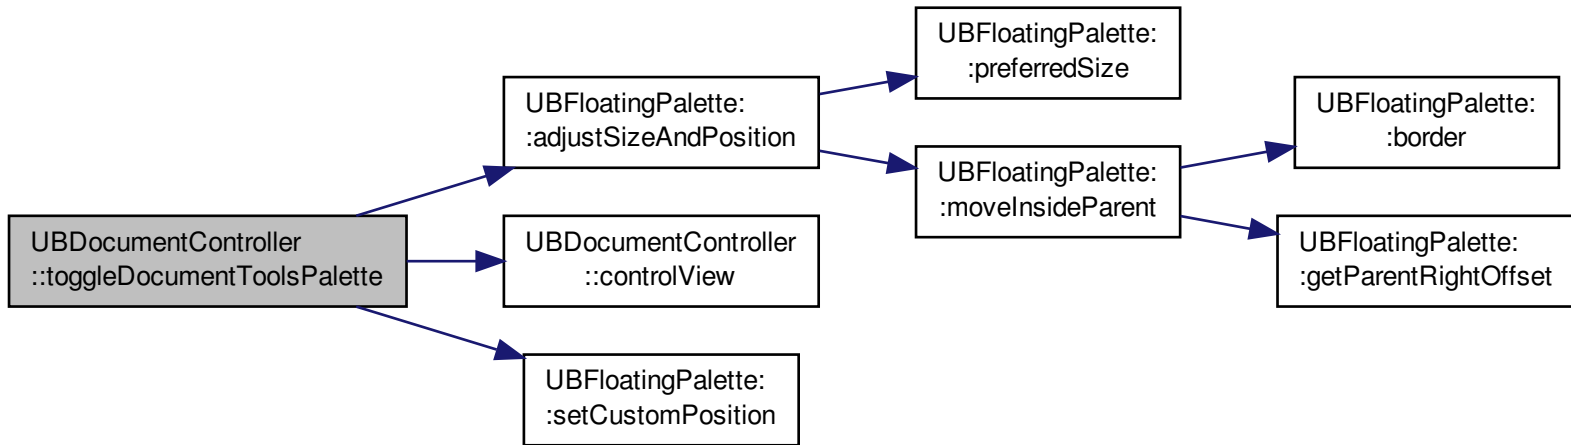 UBDocumentController
::toggleDocumentToolsPalette
UBFloatingPalette:
:adjustSizeAndPosition
UBDocumentController
::controlView
UBFloatingPalette:
:setCustomPosition
UBFloatingPalette:
:preferredSize
UBFloatingPalette:
:moveInsideParent
UBFloatingPalette:
:border
UBFloatingPalette:
:getParentRightOffset